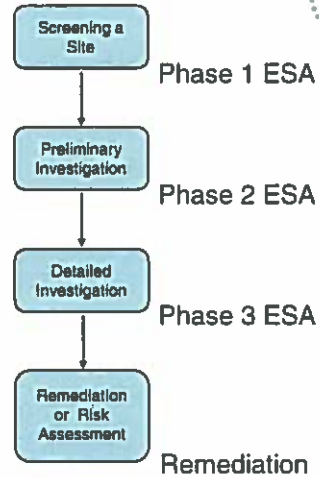 Screening a
Site
Phase 1 ESA
Preliminary
Investigation
Phase 2 ESA
Detailed
Investigation
Phase 3 ESA
Remediation
or Risk
Assessment
Remediation